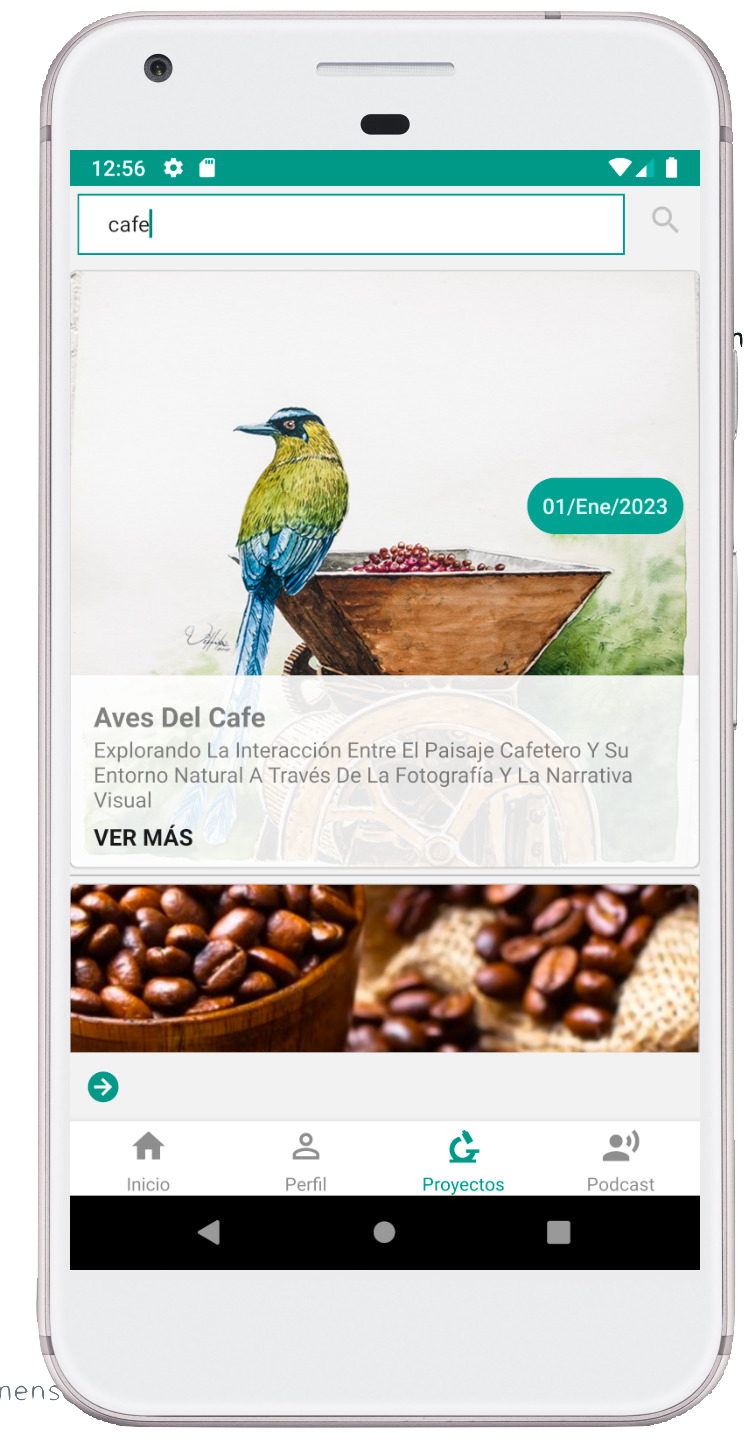 12:56
cafe
01/Ene/2023
Aves Del Cafe
Explorando La Interacción Entre El Paisaje Cafetero Y Su
Entorno Natural A Través De La Fotografía Y La Narrativa
Visual
VER MÁS
Inicio Perfil Proyectos Podcast